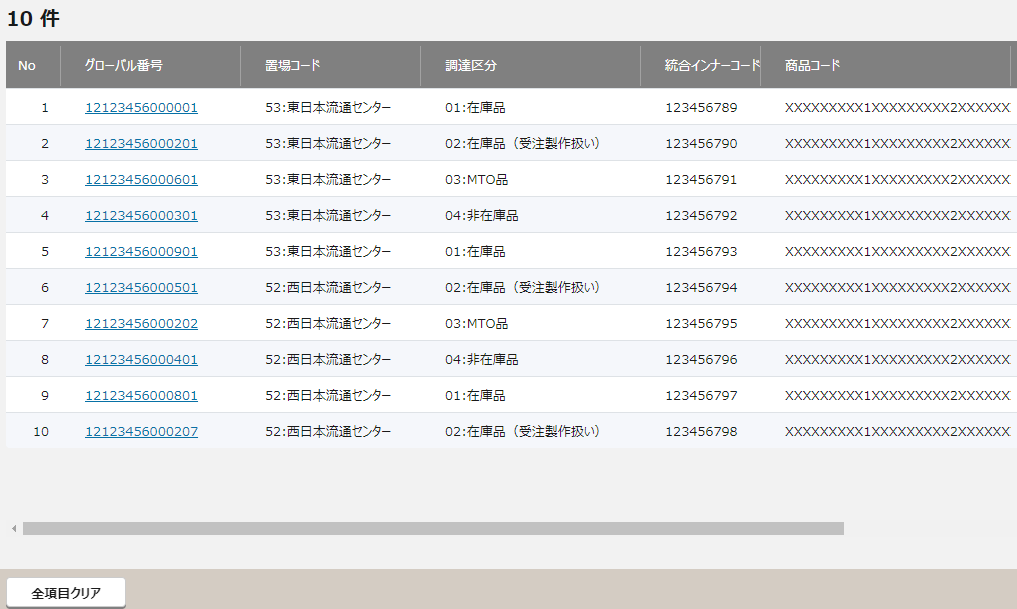 10 件
No グローバル番号 置場コード 調達区分 統合インナーコード 商品コード
1 12123456000001 53:東日本流通センター 01:在庫品 123456789 XXXXXXXXX1XXXXXXXXX2XXXXXX
2 12123456000201 53:東日本流通センター 02:在庫品（受注製作扱い） 123456790 XXXXXXXXX1XXXXXXXXX2XXXXXX
3 12123456000601 53:東日本流通センター 03:MTO品 123456791 XXXXXXXXX1XXXXXXXXX2XXXXXX
4 12123456000301 53:東日本流通センター 04:非在庫品 123456792 XXXXXXXXX1XXXXXXXXX2XXXXXX
5 12123456000901 53:東日本流通センター 01:在庫品 123456793 XXXXXXXXX1XXXXXXXXX2XXXXXX
6 12123456000501 52:西日本流通センター 02:在庫品（受注製作扱い） 123456794 XXXXXXXXX1XXXXXXXXX2XXXXXX
7 12123456000202 52:西日本流通センター 03:MTO品 123456795 XXXXXXXXX1XXXXXXXXX2XXXXXX
8 12123456000401 52:西日本流通センター 04:非在庫品 123456796 XXXXXXXXX1XXXXXXXXX2XXXXXX
9 12123456000801 52:西日本流通センター 01:在庫品 123456797 XXXXXXXXX1XXXXXXXXX2XXXXXX
10 12123456000207 52:西日本流通センター 02:在庫品（受注製作扱い） 123456798 XXXXXXXXX1XXXXXXXXX2XXXXXX
全項目クリア